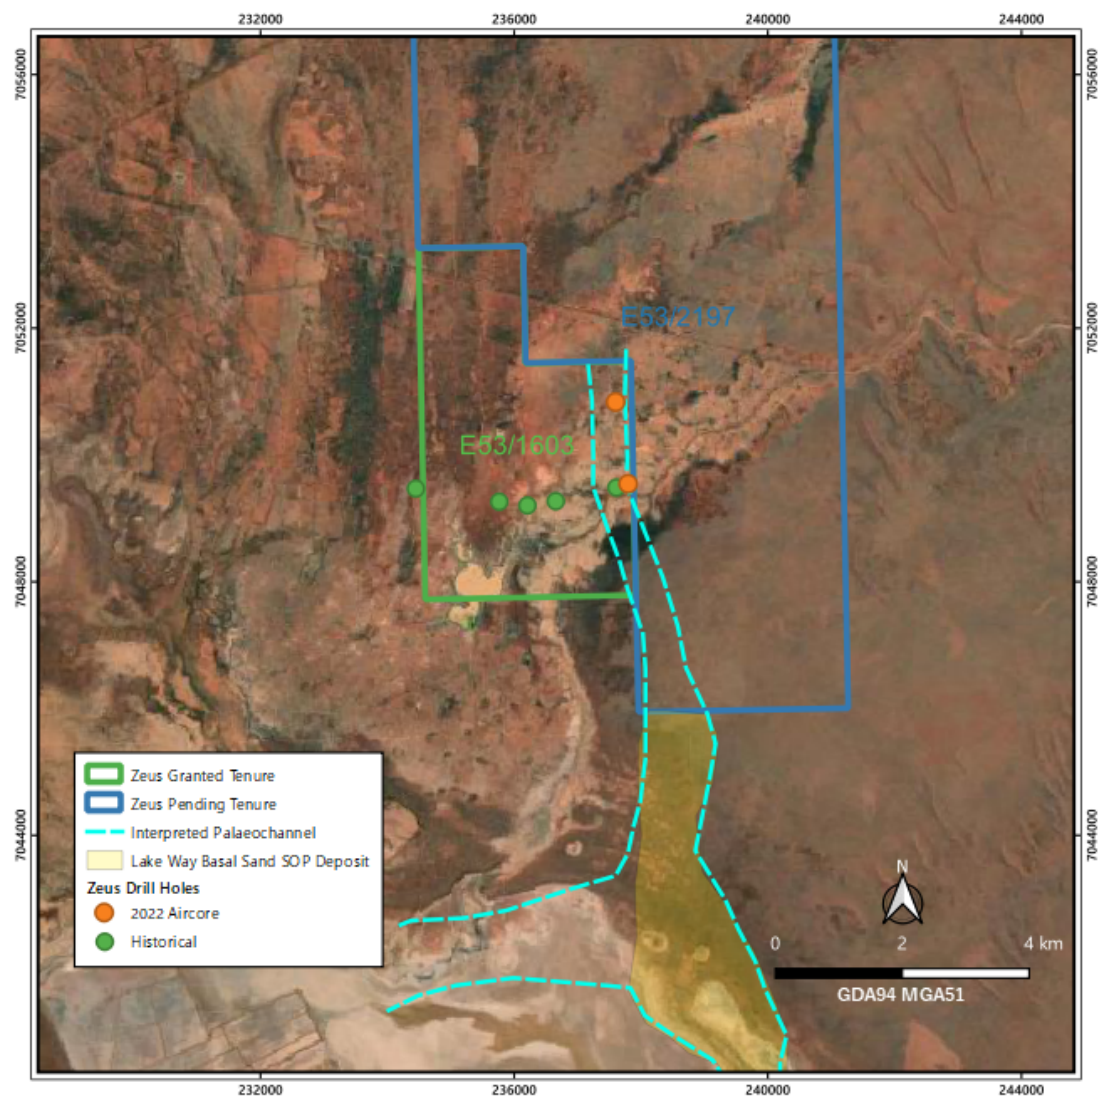 232000 236000 240000 244000
7056000 7056000
7052000 7052000
E53/2197
E53/1603
7048000 7048000
7044000 7044000
Zeus Granted Tenure
Zeus Pending Tenure
Interpreted Palaeochannel
Lake Way Basal Sand SOP Deposit
Zeus Drill Holes
2022 Aircore
Historical
N
0 2 4 km
GDA94 MGA51
232000 236000 240000 244000